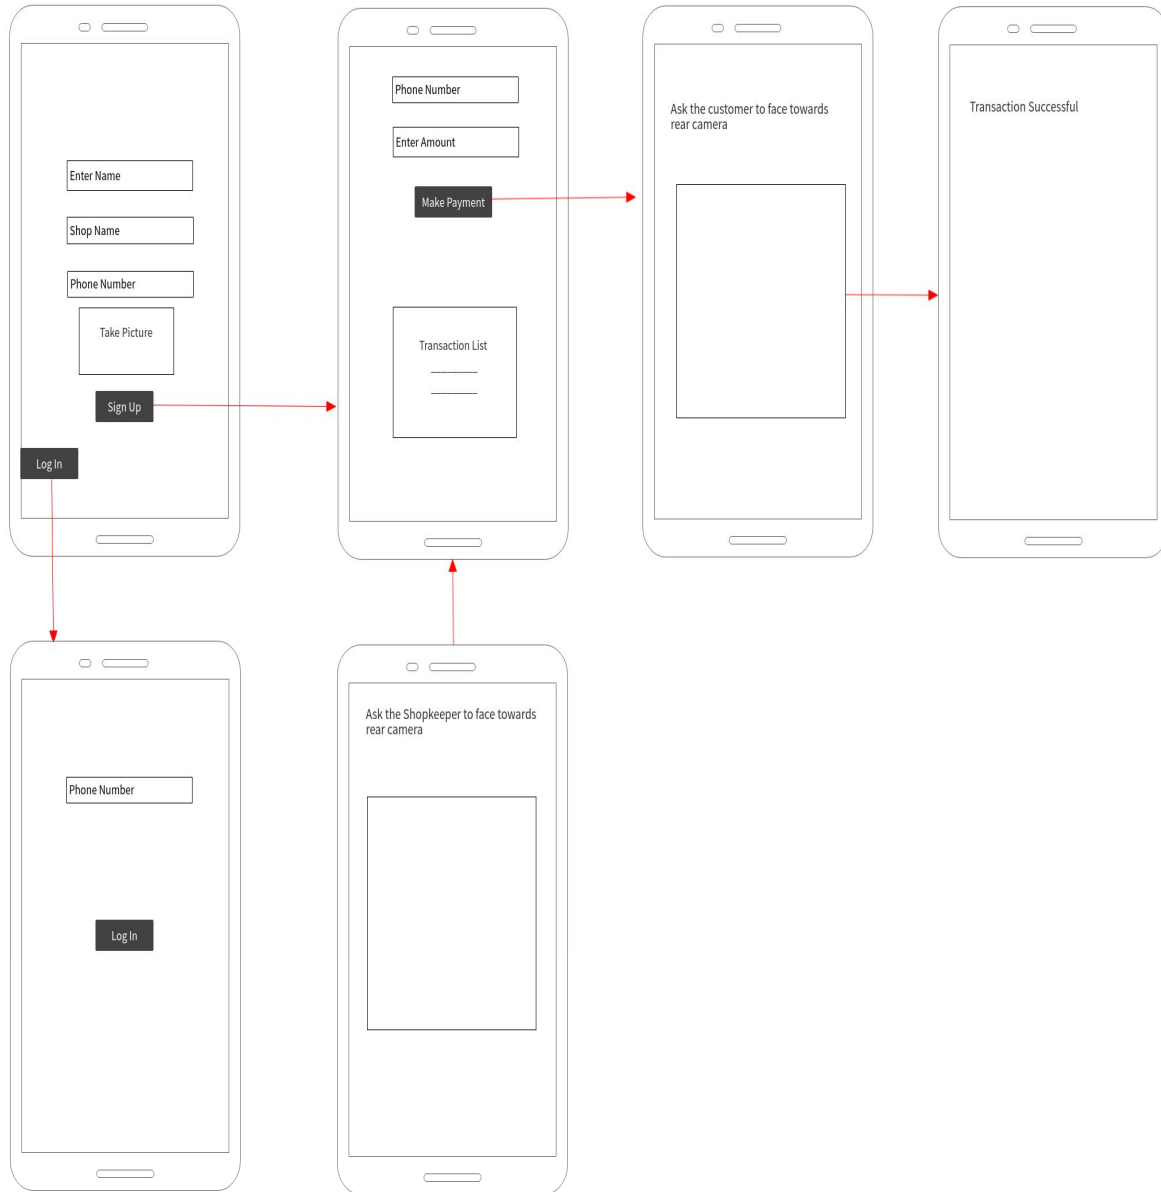 Enter Name
Shop Name
Phone Number
Take Picture
Sign Up
Log In
Phone Number
Enter Amount
Make Payment
Transaction List
Ask the customer to face towards
rear camera
Transaction Successful
Phone Number
Log In
Ask the Shopkeeper to face towards
rear camera